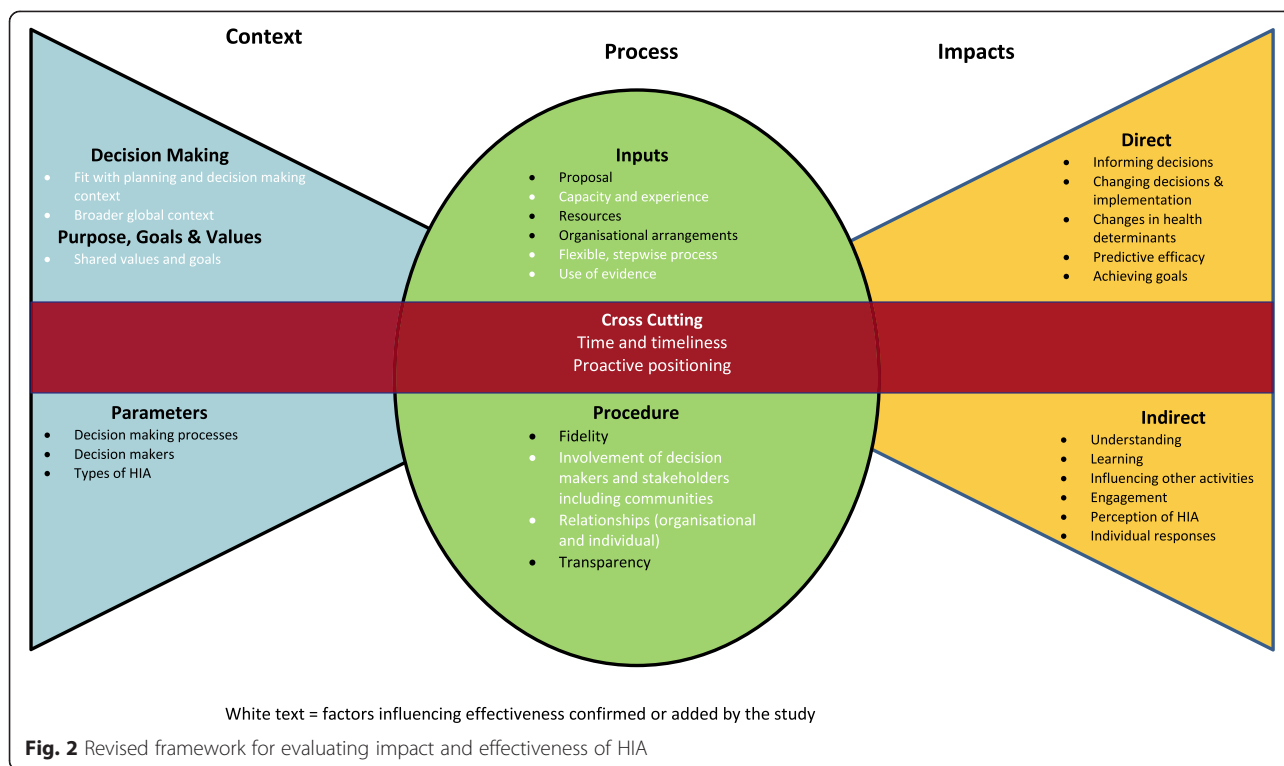 Context
Process
Impacts
Decision Making
• Fit with planning and decision making
context
• Broader global context
Purpose, Goals & Values
• Shared values and goals
Inputs
• Proposal
• Capacity and experience
• Resources
• Organisational arrangements
• Flexible, stepwise process
• Use of evidence
Direct
• Informing decisions
• Changing decisions &
implementation
• Changes in health
determinants
• Predictive efficacy
• Achieving goals
Cross Cutting
Time and timeliness
Proactive positioning
Parameters
• Decision making processes
• Decision makers
• Types of HIA
Procedure
• Fidelity
• Involvement of decision
makers and stakeholders
including communities
• Relationships (organisational
and individual)
• Transparency
Indirect
• Understanding
• Learning
• Influencing other activities
• Engagement
• Perception of HIA
• Individual responses
White text = factors influencing effectiveness confirmed or added by the study
Fig. 2 Revised framework for evaluating impact and effectiveness of HIA